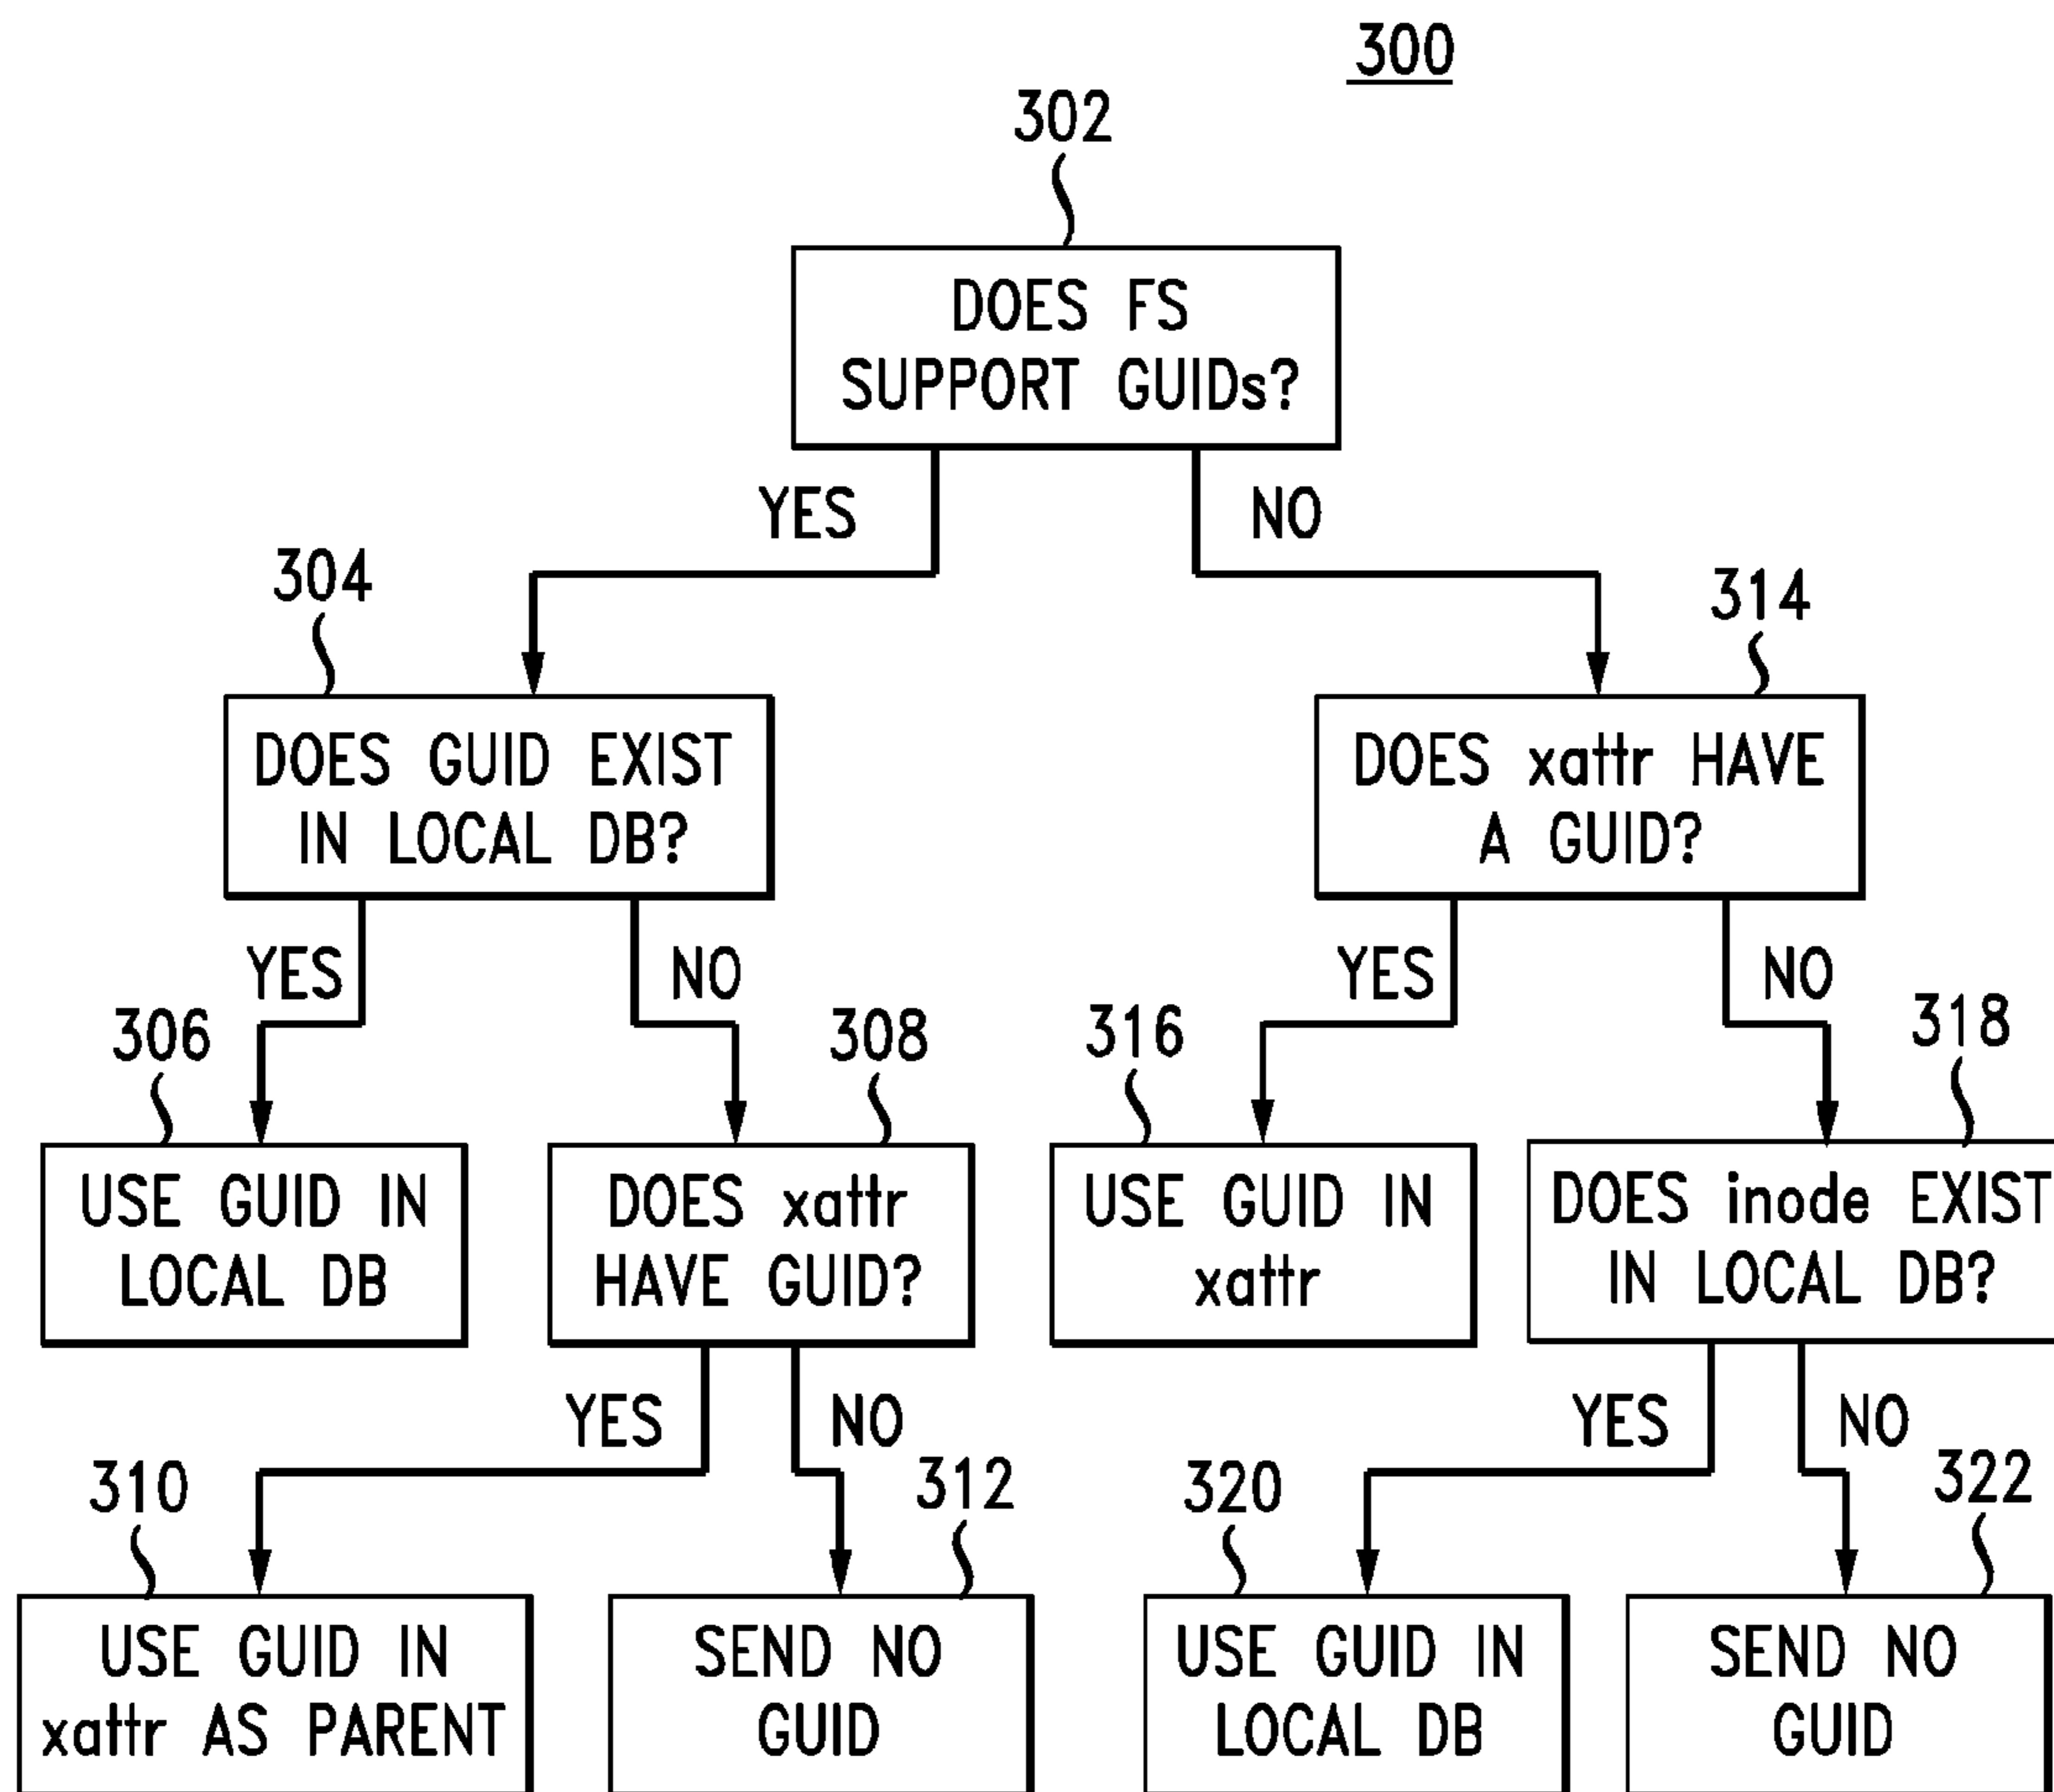 300
302
DOES FS
SUPPORT GUIDs?
YES
NO
304
314
DOES GUID EXIST
IN LOCAL DB?
DOES xattr HAVE
A GUID?
YES
NO
YES
NO
306
308
316
318
USE GUID IN
LOCAL DB
DOES xattr
HAVE GUID?
USE GUID IN
xattr
DOES inode EXIST
IN LOCAL DB?
YES
NO
YES
NO
310
312
320
322
USE GUID IN
xattr AS PARENT
SEND NO
GUID
USE GUID IN
LOCAL DB
SEND NO
GUID